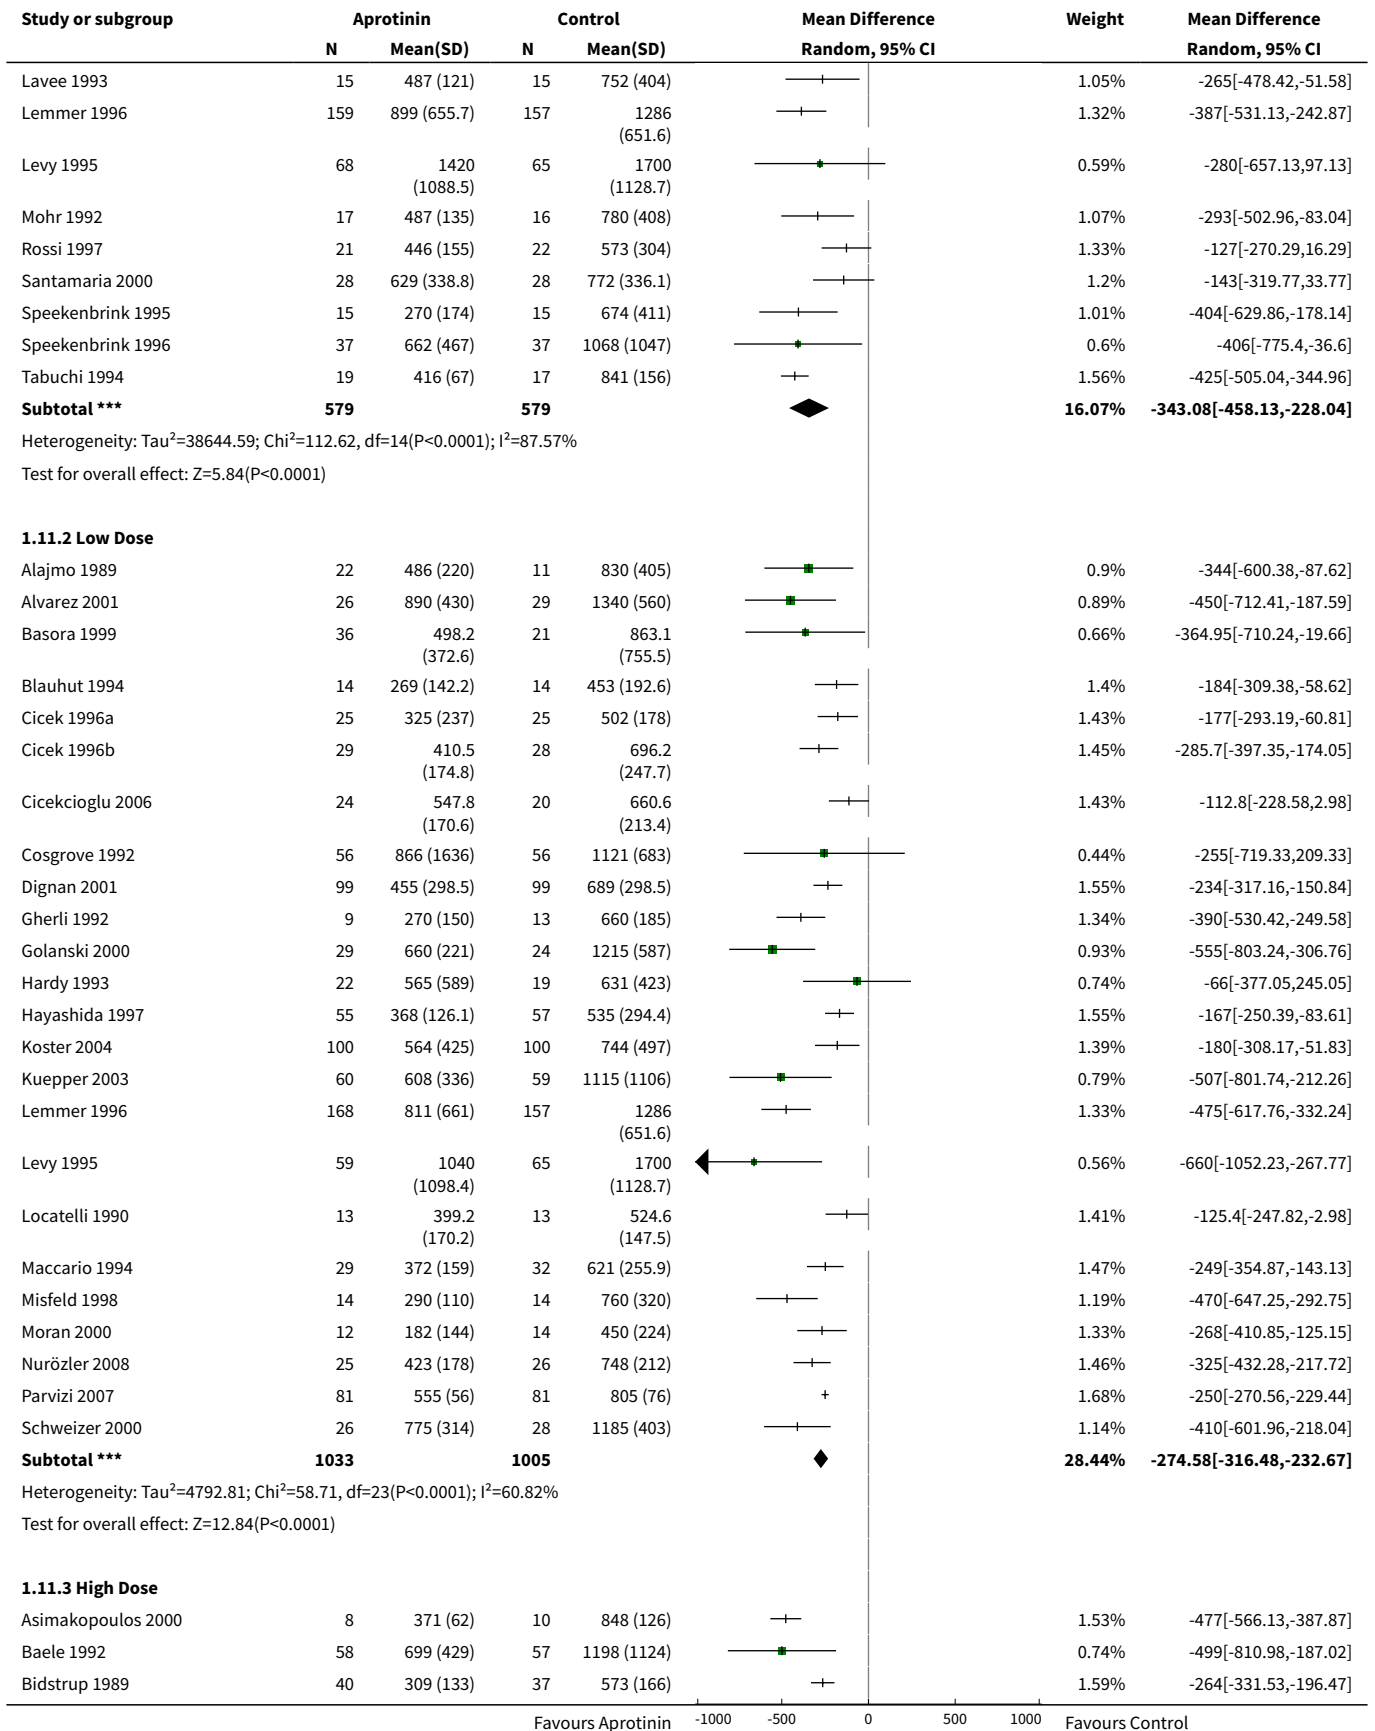 Study or subgroup Aprotinin Control Mean Difference Weight Mean Difference
N Mean(SD) N Mean(SD) Random, 95% CI Random, 95% CI
Lavee 1993 15 487 (121) 15 752 (404) 1.05% -265[-478.42,-51.58]
Lemmer 1996 159 899 (655.7) 157 1286 1.32% -387[-531.13,-242.87]
(651.6)
Levy 1995 68 1420 65 1700 0.59% -280[-657.13,97.13]
(1088.5) (1128.7)
Mohr 1992 17 487 (135) 16 780 (408) 1.07% -293[-502.96,-83.04]
Rossi 1997 21 446 (155) 22 573 (304) 1.33% -127[-270.29,16.29]
Santamaria 2000 28 629 (338.8) 28 772 (336.1) 1.2% -143[-319.77,33.77]
Speekenbrink 1995 15 270 (174) 15 674 (411) 1.01% -404[-629.86,-178.14]
Speekenbrink 1996 37 662 (467) 37 1068 (1047) 0.6% -406[-775.4,-36.6]
Tabuchi 1994 19 416 (67) 17 841 (156) 1.56% -425[-505.04,-344.96]
Subtotal *** 579 579 16.07% -343.08[-458.13,-228.04]
Heterogeneity: Tau²=38644.59; Chi²=112.62, df=14(P<0.0001); I²=87.57%
Test for overall effect: Z=5.84(P<0.0001)
1.11.2 Low Dose
Alajmo 1989 22 486 (220) 11 830 (405) 0.9% -344[-600.38,-87.62]
Alvarez 2001 26 890 (430) 29 1340 (560) 0.89% -450[-712.41,-187.59]
Basora 1999 36 498.2 21 863.1 0.66% -364.95[-710.24,-19.66]
(372.6) (755.5)
Blauhut 1994 14 269 (142.2) 14 453 (192.6) 1.4% -184[-309.38,-58.62]
Cicek 1996a 25 325 (237) 25 502 (178) 1.43% -177[-293.19,-60.81]
Cicek 1996b 29 410.5 28 696.2 1.45% -285.7[-397.35,-174.05]
(174.8) (247.7)
Cicekcioglu 2006 24 547.8 20 660.6 1.43% -112.8[-228.58,2.98]
(170.6) (213.4)
Cosgrove 1992 56 866 (1636) 56 1121 (683) 0.44% -255[-719.33,209.33]
Dignan 2001 99 455 (298.5) 99 689 (298.5) 1.55% -234[-317.16,-150.84]
Gherli 1992 9 270 (150) 13 660 (185) 1.34% -390[-530.42,-249.58]
Golanski 2000 29 660 (221) 24 1215 (587) 0.93% -555[-803.24,-306.76]
Hardy 1993 22 565 (589) 19 631 (423) 0.74% -66[-377.05,245.05]
Hayashida 1997 55 368 (126.1) 57 535 (294.4) 1.55% -167[-250.39,-83.61]
Koster 2004 100 564 (425) 100 744 (497) 1.39% -180[-308.17,-51.83]
Kuepper 2003 60 608 (336) 59 1115 (1106) 0.79% -507[-801.74,-212.26]
Lemmer 1996 168 811 (661) 157 1286 1.33% -475[-617.76,-332.24]
(651.6)
Levy 1995 59 1040 65 1700 0.56% -660[-1052.23,-267.77]
(1098.4) (1128.7)
Locatelli 1990 13 399.2 13 524.6 1.41% -125.4[-247.82,-2.98]
(170.2) (147.5)
Maccario 1994 29 372 (159) 32 621 (255.9) 1.47% -249[-354.87,-143.13]
Misfeld 1998 14 290 (110) 14 760 (320) 1.19% -470[-647.25,-292.75]
Moran 2000 12 182 (144) 14 450 (224) 1.33% -268[-410.85,-125.15]
Nurözler 2008 25 423 (178) 26 748 (212) 1.46% -325[-432.28,-217.72]
Parvizi 2007 81 555 (56) 81 805 (76) 1.68% -250[-270.56,-229.44]
Schweizer 2000 26 775 (314) 28 1185 (403) 1.14% -410[-601.96,-218.04]
Subtotal *** 1033 1005 28.44% -274.58[-316.48,-232.67]
Heterogeneity: Tau²=4792.81; Chi²=58.71, df=23(P<0.0001); I²=60.82%
Test for overall effect: Z=12.84(P<0.0001)
1.11.3 High Dose
Asimakopoulos 2000 8 371 (62) 10 848 (126) 1.53% -477[-566.13,-387.87]
Baele 1992 58 699 (429) 57 1198 (1124) 0.74% -499[-810.98,-187.02]
Bidstrup 1989 40 309 (133) 37 573 (166) 1.59% -264[-331.53,-196.47]
Favours Aprotinin -1000 -500 0 500 1000 Favours Control